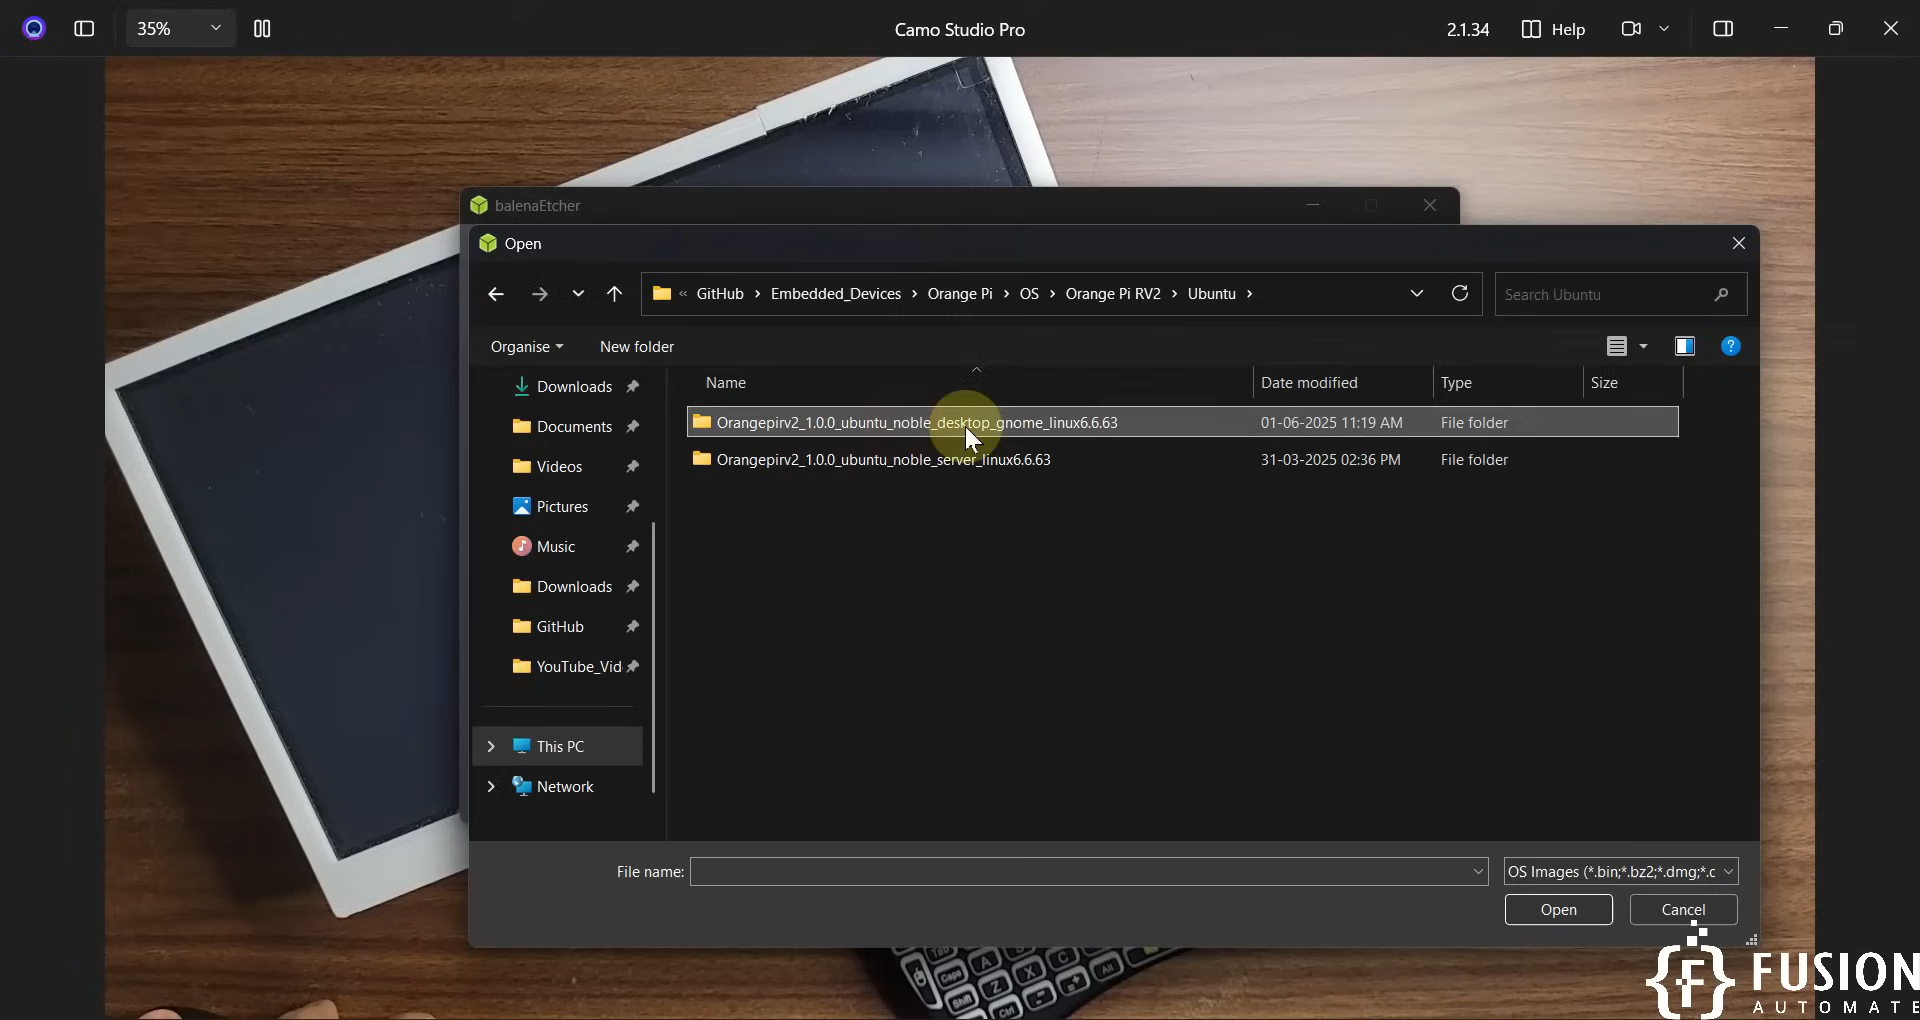 35%
Camo Studio Pro
2.1.34
Help
balenaEtcher
Open
« GitHub > Embedded_Devices > Orange Pi > OS > Orange Pi RV2 > Ubuntu >
Search Ubuntu
Organise
New folder
Name
Date modified
Type
Size
Orangepirv2_1.0.0_ubuntu_noble_desktop_gnome_linux6.6.63
01-06-2025 11:19 AM
File folder
Orangepirv2_1.0.0_ubuntu_noble_server_linux6.6.63
31-03-2025 02:36 PM
File folder
Downloads
Documents
Videos
Pictures
Music
Downloads
GitHub
YouTube_Vid
This PC
Network
File name:
OS Images (*.bin;*.bz2;*.dmg;*.c
Open
Cancel
Caps
A
C
Alt
Shift
Z
X
FUSION
AUTOMATE